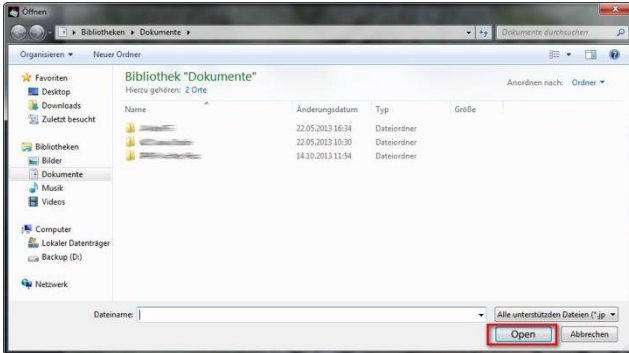 Öffnen
Bibliotheken ▸ Dokumente ▸
Dokumente durchsuchen
Organisieren
Neuer Ordner
Favoriten
Desktop
Downloads
Zuletzt besucht
Bibliotheken
Bilder
Dokumente
Musik
Videos
Computer
Lokaler Datenträger
Backup (D:)
Netzwerk
Bibliothek "Dokumente"
Hierzu gehören: 2 Orte
Anordnen nach: Ordner
Name Änderungsdatum Typ Größe
22.05.2013 16:34 Dateiordner
22.05.2013 10:30 Dateiordner
14.10.2013 11:54 Dateiordner
Dateiname:
Alle unterstützden Dateien (*.jp
Open Abbrechen